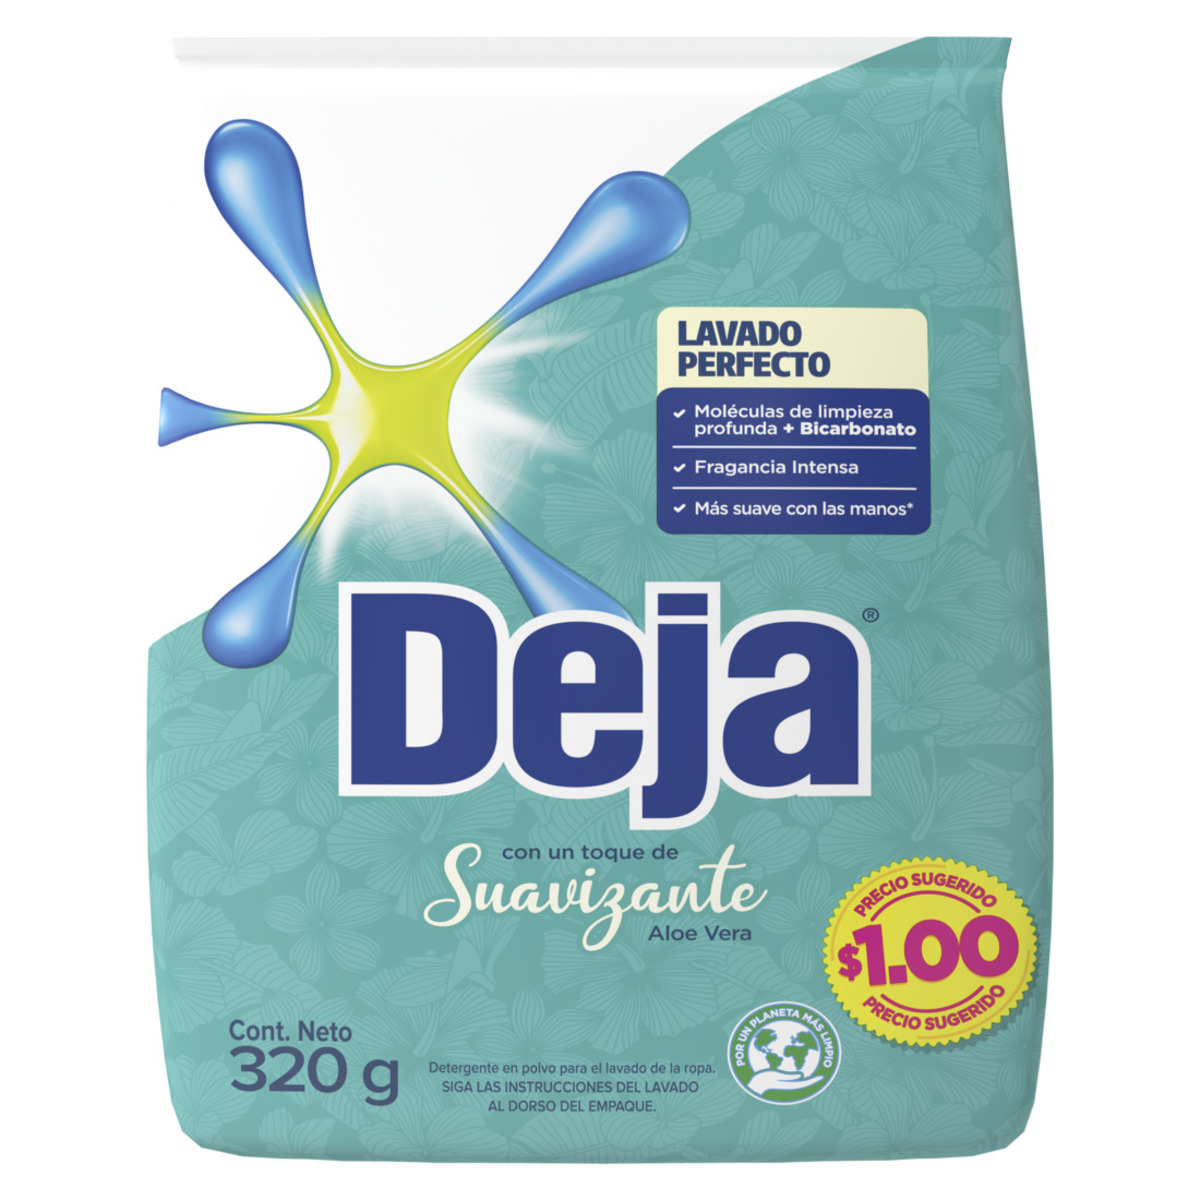 LAVADO
PERFECTO
Moléculas de limpieza
profunda + Bicarbonato
Fragancia Intensa
Más suave con las manos*
Deja®
con un toque de
Suavizante
Aloe Vera
PRECIO SUGERIDO
$1.00
PRECIO SUGERIDO
POR UN PLANETA MÁS LIMPIO
Cont. Neto
320 g
Detergente en polvo para el lavado de la ropa.
SIGA LAS INSTRUCCIONES DEL LAVADO
AL DORSO DEL EMPAQUE.